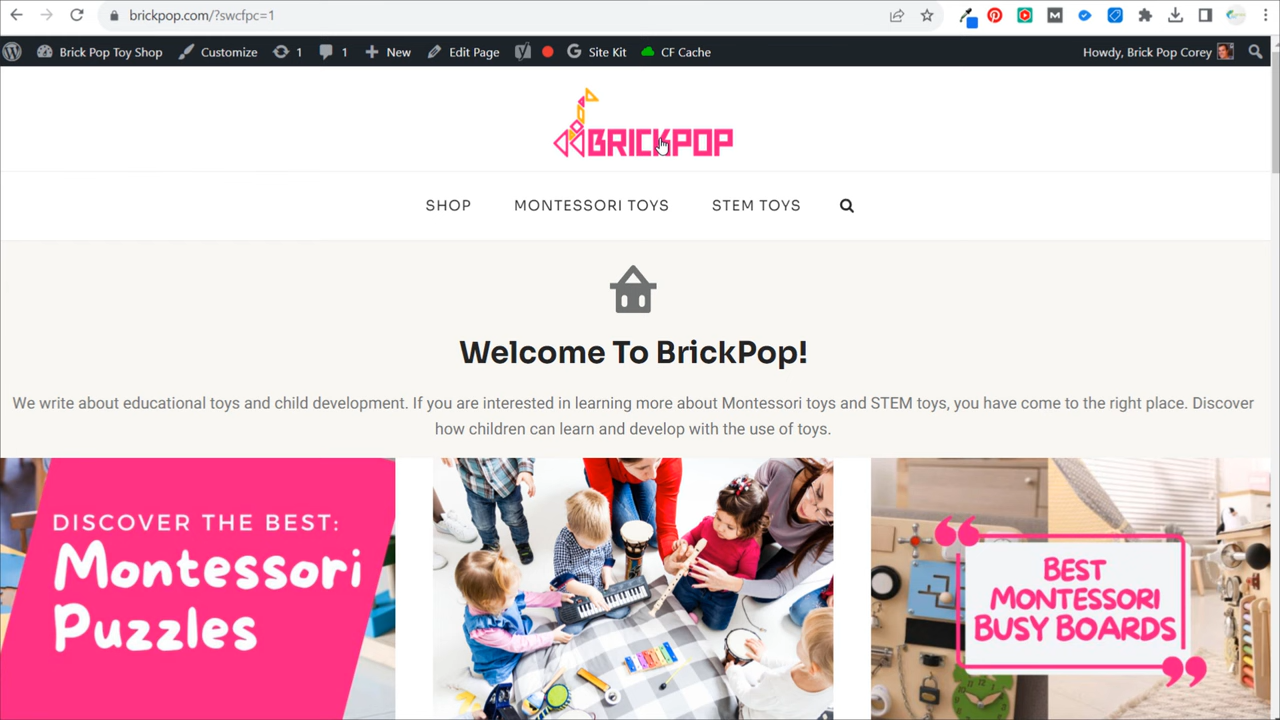 brickpop.com/?swcfpc=1
Brick Pop Toy Shop Customize 1 1 New Edit Page Site Kit CF Cache Howdy, Brick Pop Corey
BRICKPOP
SHOP MONTESSORI TOYS STEM TOYS
Welcome To BrickPop!
We write about educational toys and child development. If you are interested in learning more about Montessori toys and STEM toys, you have come to the right place. Discover
how children can learn and develop with the use of toys.
DISCOVER THE BEST:
Montessori
Puzzles
BEST
MONTESSORI
BUSY BOARDS